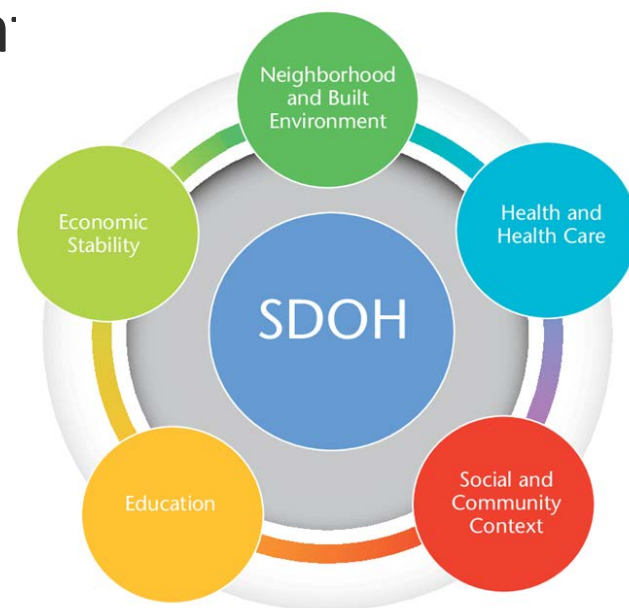 Neighborhood
and Built
Environment
Health and
Health Care
Economic
Stability
SDOH
Social and
Community
Context
Education